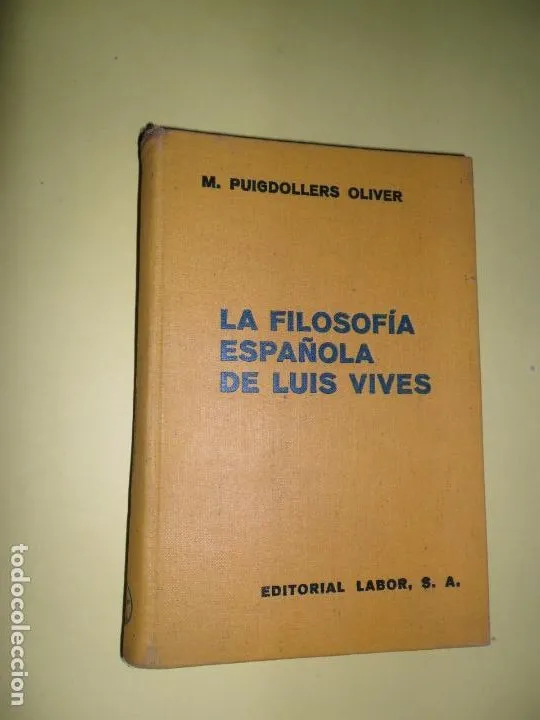 M. PUIGDOLLERS OLIVER
LA FILOSOFÍA
ESPAÑOLA
DE LUIS VIVES
EDITORIAL LABOR, S. A.
todocoleccion